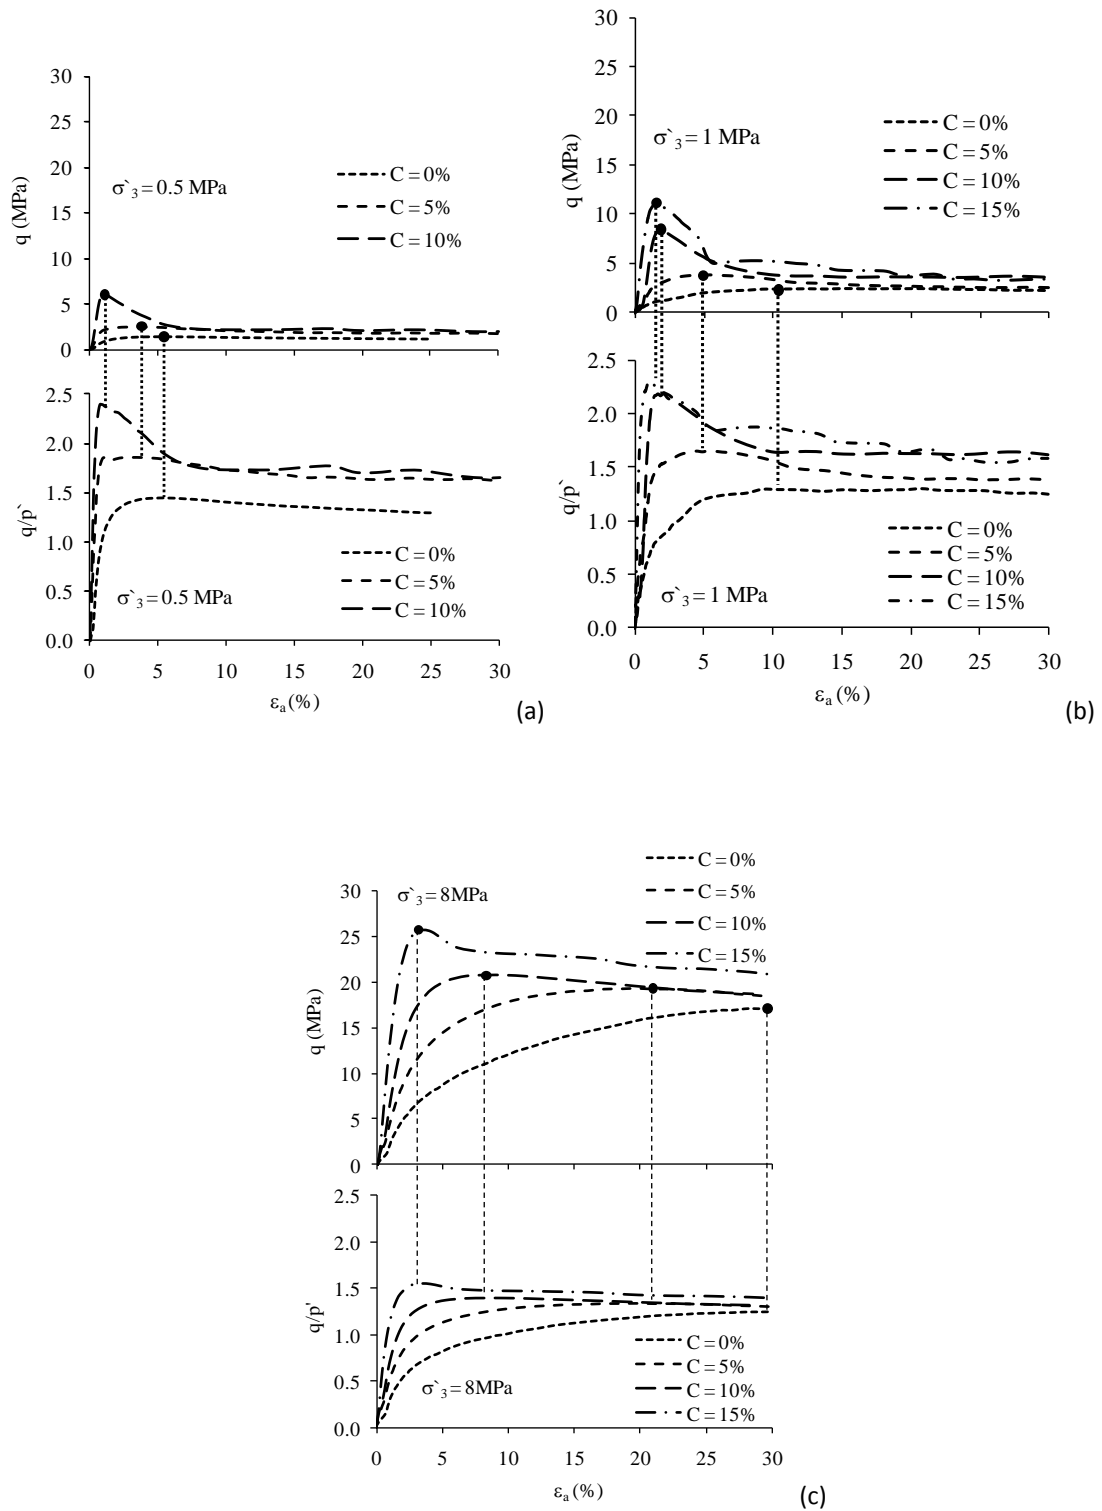 30
25
20
15
10
5
0
q (MPa)
σ`₃ = 0.5 MPa
C = 0%
C = 5%
C = 10%
2.5
2.0
1.5
1.0
0.5
0.0
q/p`
C = 0%
C = 5%
C = 10%
σ`₃ = 0.5 MPa
0 5 10 15 20 25 30
εₐ (%)
(a)
30
25
20
15
10
5
0
q (MPa)
σ`₃ = 1 MPa
C = 0%
C = 5%
C = 10%
C = 15%
2.5
2.0
1.5
1.0
0.5
0.0
q/p`
C = 0%
C = 5%
C = 10%
C = 15%
σ`₃ = 1 MPa
0 5 10 15 20 25 30
εₐ (%)
(b)
C = 0%
C = 5%
C = 10%
C = 15%
σ`₃ = 8MPa
30
25
20
15
10
5
0
q (MPa)
2.5
2.0
1.5
1.0
0.5
0.0
q/p'
C = 0%
C = 5%
C = 10%
C = 15%
σ`₃ = 8MPa
0 5 10 15 20 25 30
εₐ (%)
(c)